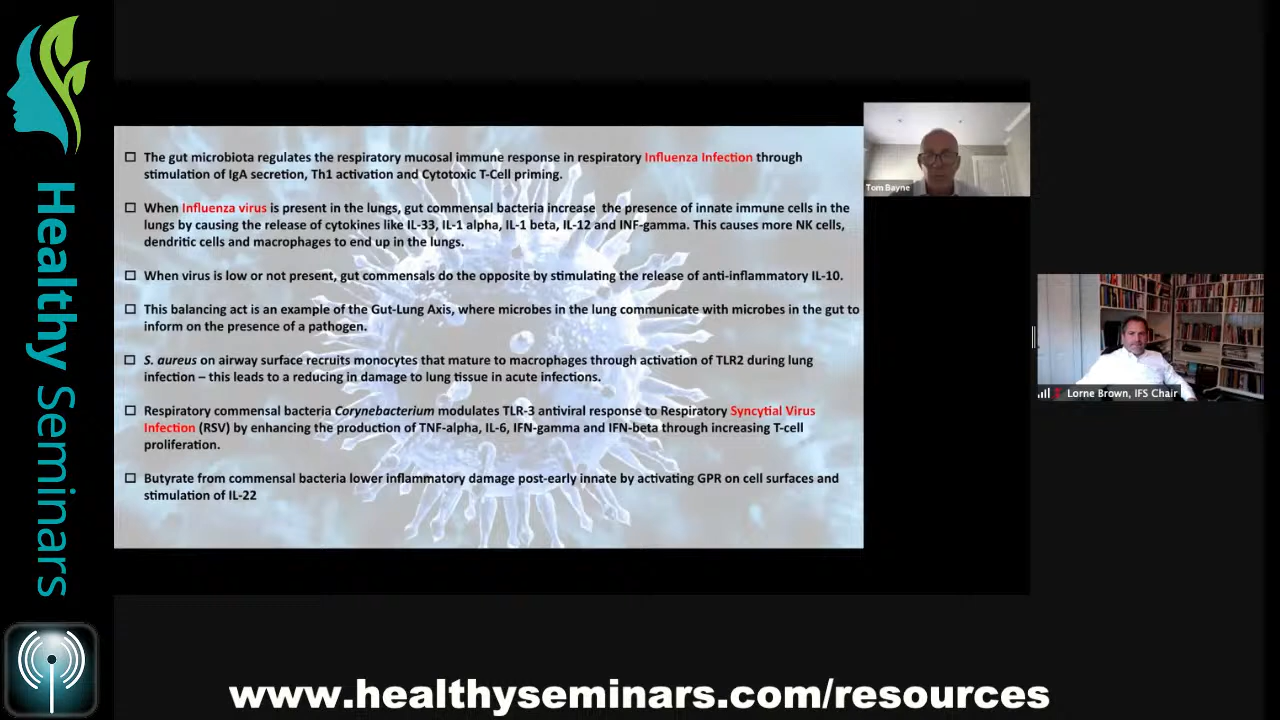 Healthy Seminars
The gut microbiota regulates the respiratory mucosal immune response in respiratory Influenza Infection through
stimulation of IgA secretion, Th1 activation and Cytotoxic T-Cell priming.
When Influenza virus is present in the lungs, gut commensal bacteria increase the presence of innate immune cells in the
lungs by causing the release of cytokines like IL-33, IL-1 alpha, IL-1 beta, IL-12 and INF-gamma. This causes more NK cells,
dendritic cells and macrophages to end up in the lungs.
When virus is low or not present, gut commensals do the opposite by stimulating the release of anti-inflammatory IL-10.
This balancing act is an example of the Gut-Lung Axis, where microbes in the lung communicate with microbes in the gut to
inform on the presence of a pathogen.
S. aureus on airway surface recruits monocytes that mature to macrophages through activation of TLR2 during lung
infection – this leads to a reducing in damage to lung tissue in acute infections.
Respiratory commensal bacteria Corynebacterium modulates TLR-3 antiviral response to Respiratory Syncytial Virus
Infection (RSV) by enhancing the production of TNF-alpha, IL-6, IFN-gamma and IFN-beta through increasing T-cell
proliferation.
Butyrate from commensal bacteria lower inflammatory damage post-early innate by activating GPR on cell surfaces and
stimulation of IL-22
Tom Bayne
Lorne Brown, IFS Chair
www.healthyseminars.com/resources